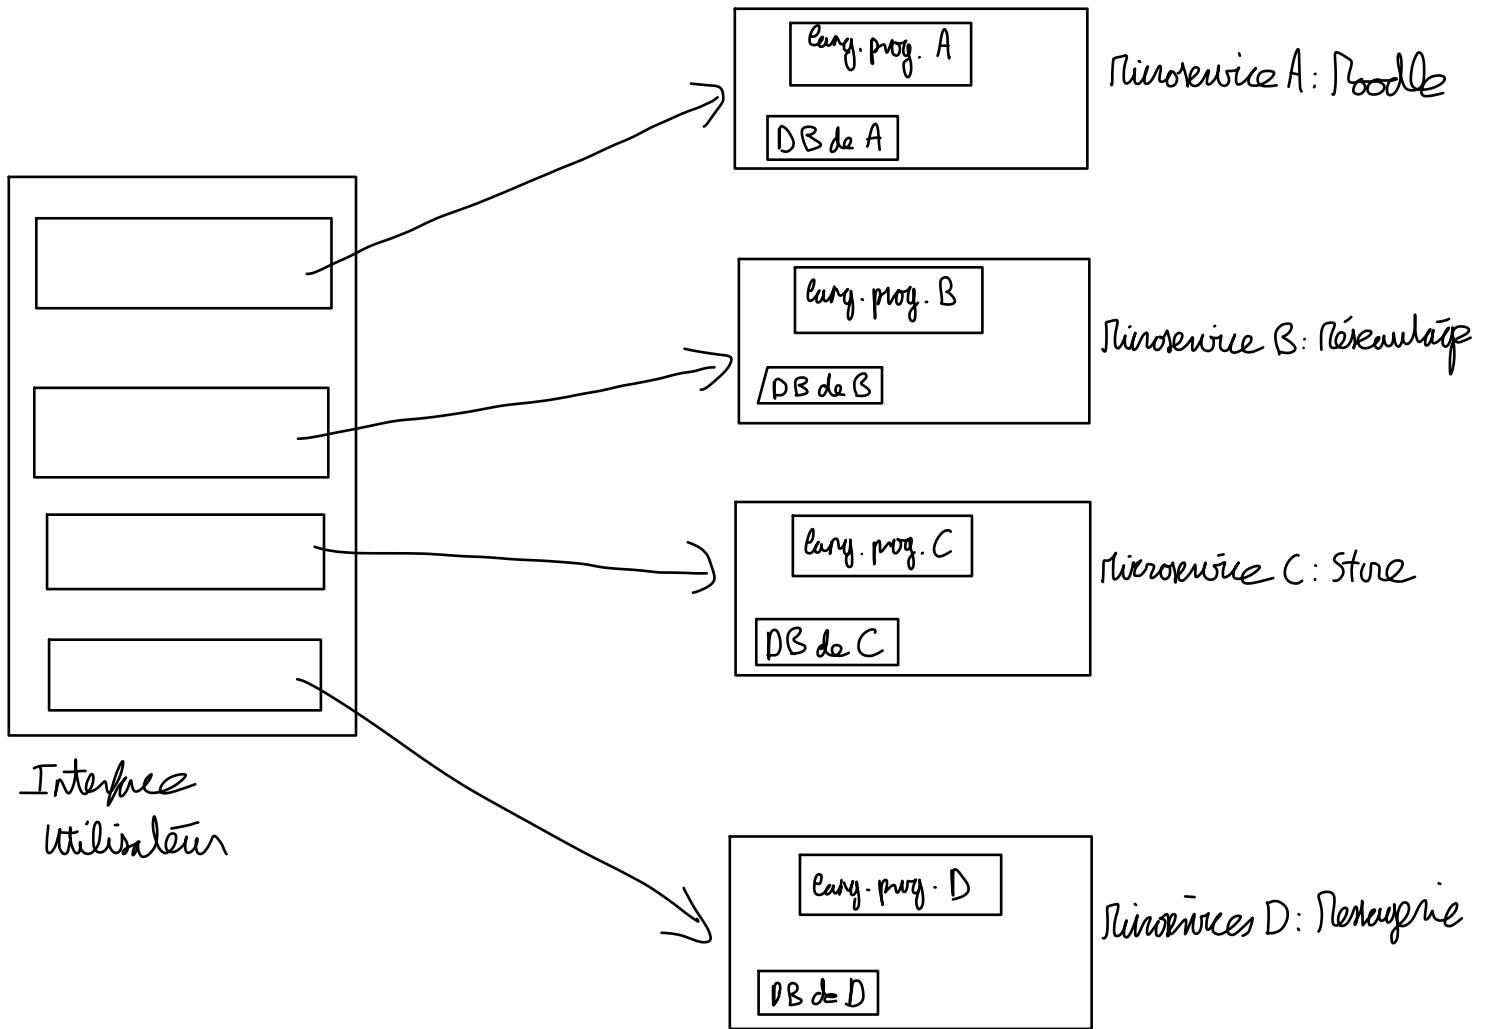 lang. prog. A
DB de A
Microservice A : Moodle
lang. prog. B
DB de B
Microservice B : Réseautage
lang. prog. C
DB de C
Microservice C : Store
Interface
Utilisateur
lang. prog. D
DB de D
Microservices D : Messagerie